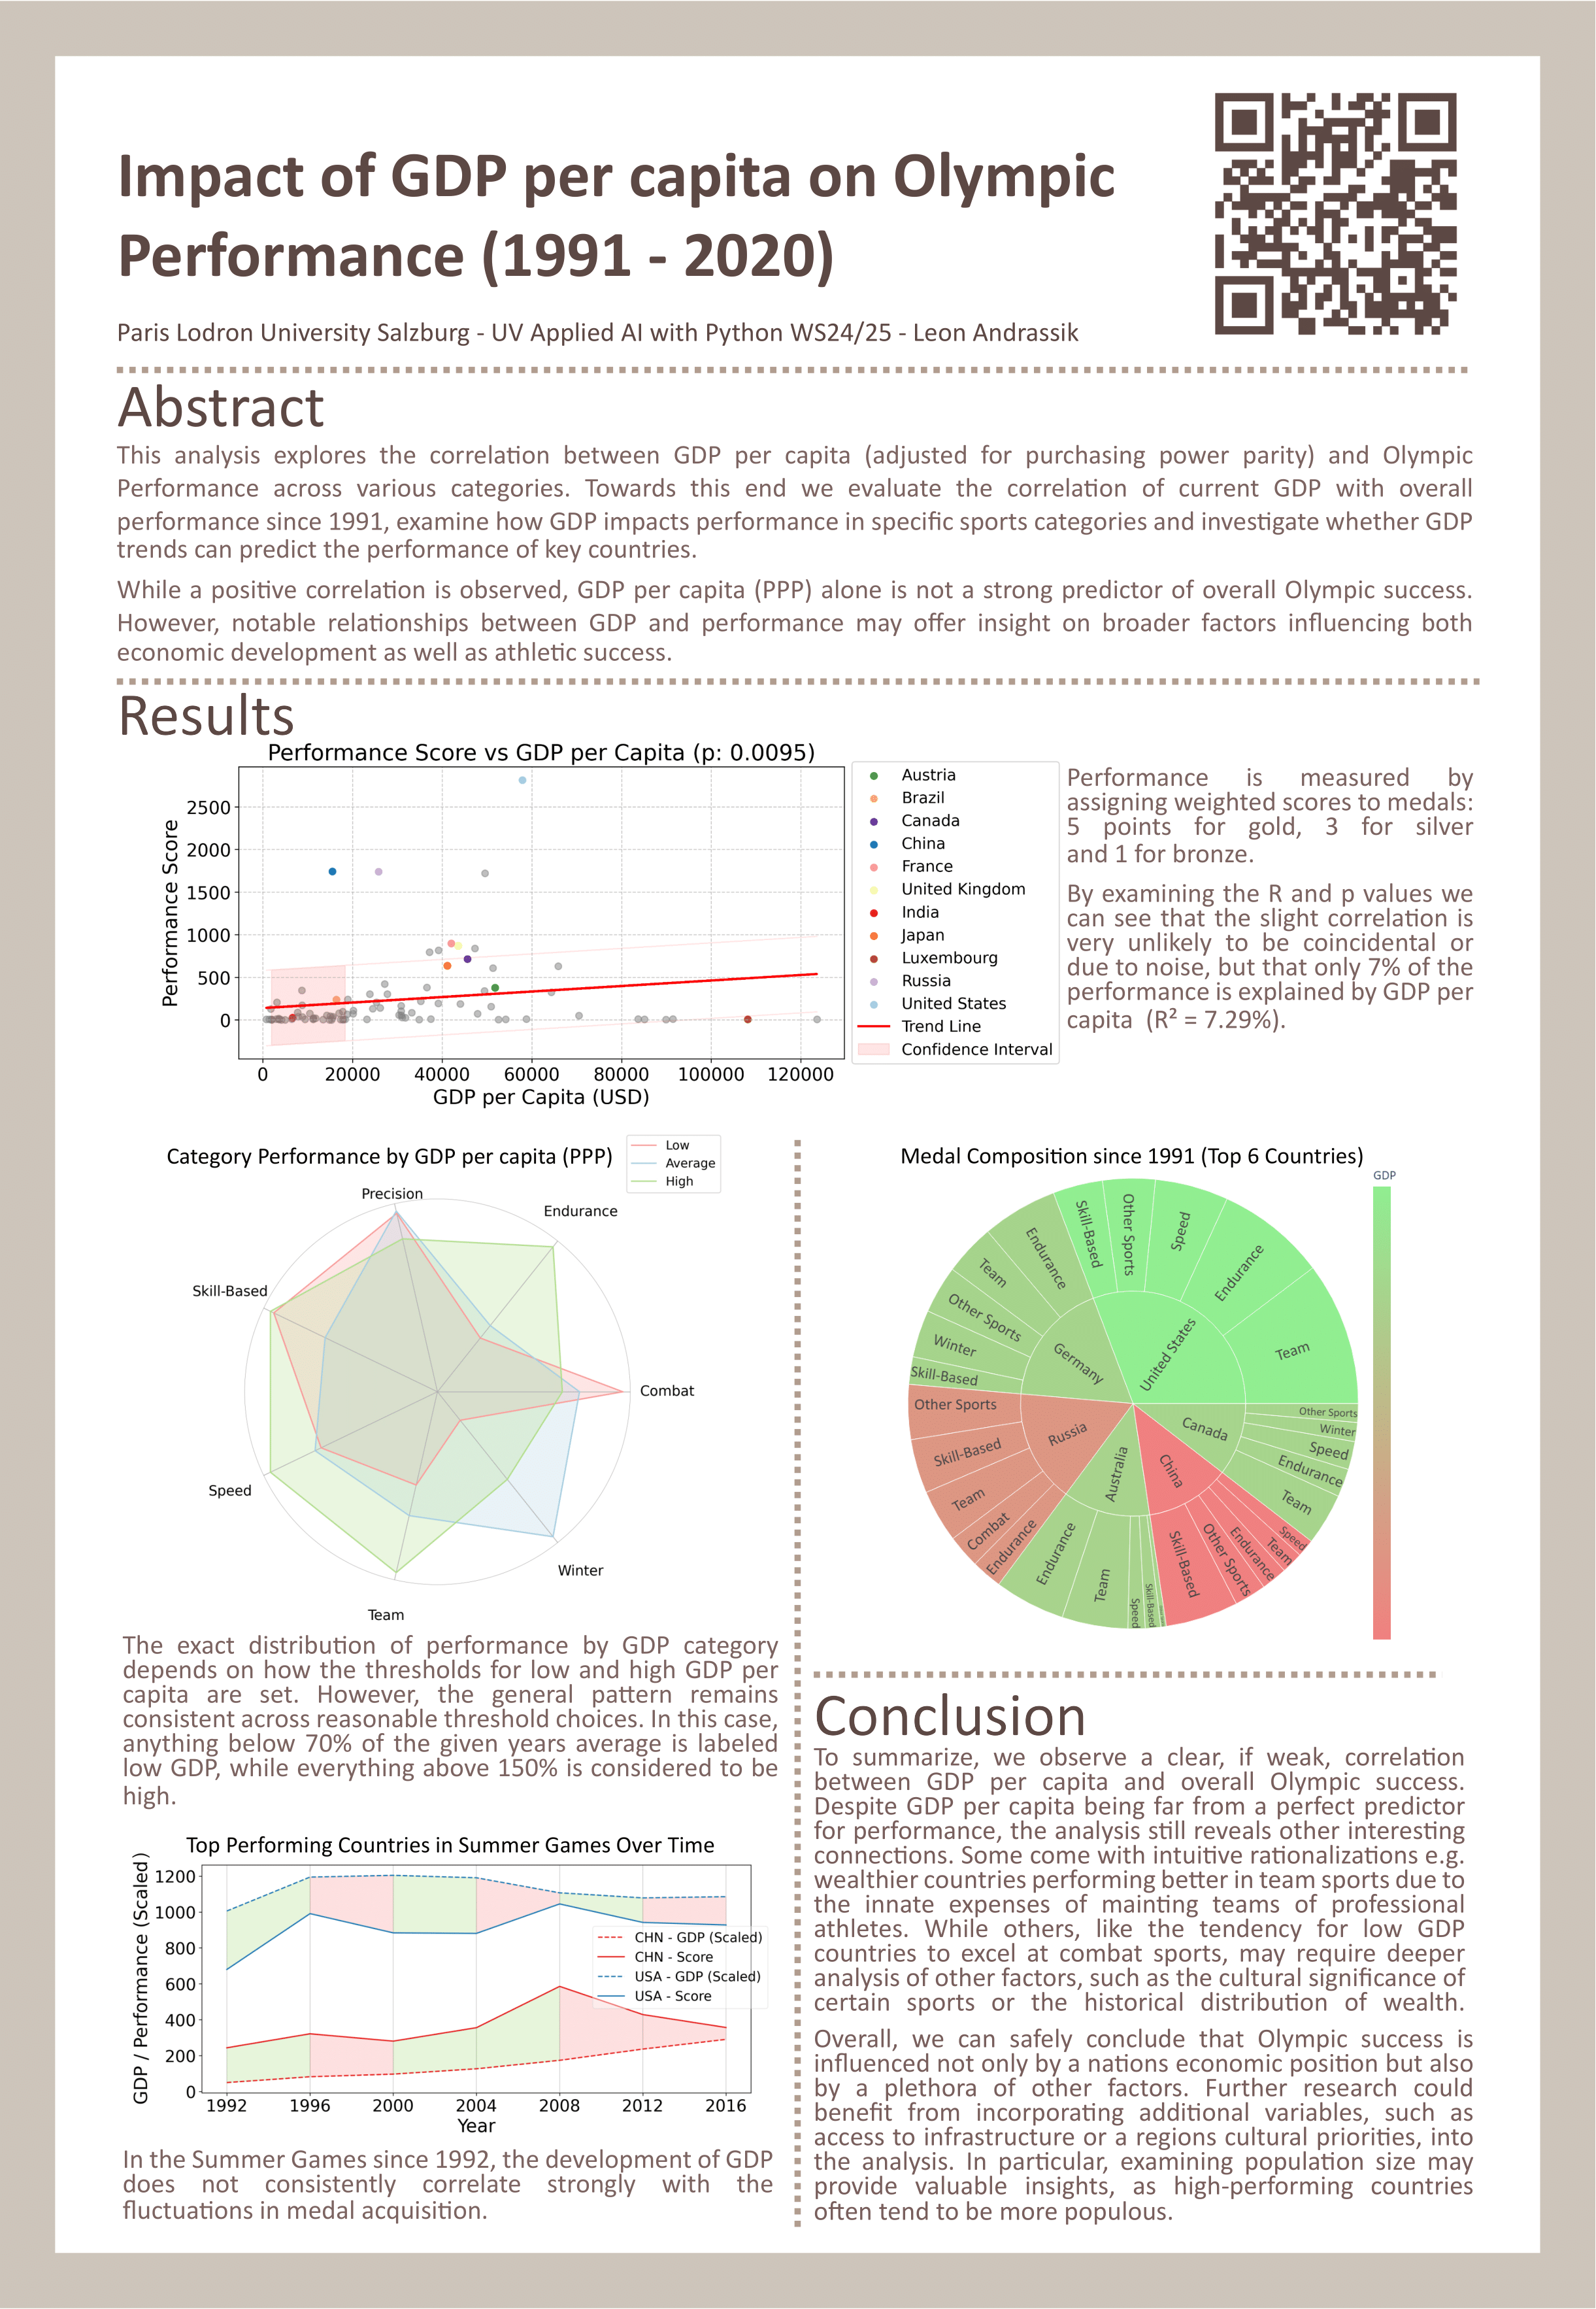 Impact of GDP per capita on Olympic
Performance (1991 - 2020)
Paris Lodron University Salzburg - UV Applied AI with Python WS24/25 - Leon Andrassik
Abstract
This analysis explores the correlation between GDP per capita (adjusted for purchasing power parity) and Olympic
Performance across various categories. Towards this end we evaluate the correlation of current GDP with overall
performance since 1991, examine how GDP impacts performance in specific sports categories and investigate whether GDP
trends can predict the performance of key countries.
While a positive correlation is observed, GDP per capita (PPP) alone is not a strong predictor of overall Olympic success.
However, notable relationships between GDP and performance may offer insight on broader factors influencing both
economic development as well as athletic success.
Results
Performance Score vs GDP per Capita (p: 0.0095)
Performance Score
2500
2000
1500
1000
500
0
0 20000 40000 60000 80000 100000 120000
GDP per Capita (USD)
Austria
Brazil
Canada
China
France
United Kingdom
India
Japan
Luxembourg
Russia
United States
Trend Line
Confidence Interval
Performance is measured by
assigning weighted scores to medals:
5 points for gold, 3 for silver
and 1 for bronze.
By examining the R and p values we
can see that the slight correlation is
very unlikely to be coincidental or
due to noise, but that only 7% of the
performance is explained by GDP per
capita (R² = 7.29%).
Category Performance by GDP per capita (PPP)
Low
Average
High
Precision
Endurance
Skill-Based
Combat
Speed
Winter
Team
The exact distribution of performance by GDP category
depends on how the thresholds for low and high GDP per
capita are set. However, the general pattern remains
consistent across reasonable threshold choices. In this case,
anything below 70% of the given years average is labeled
low GDP, while everything above 150% is considered to be
high.
Top Performing Countries in Summer Games Over Time
GDP / Performance (Scaled)
1200
1000
800
600
400
200
0
1992 1996 2000 2004 2008 2012 2016
Year
CHN - GDP (Scaled)
CHN - Score
USA - GDP (Scaled)
USA - Score
In the Summer Games since 1992, the development of GDP
does not consistently correlate strongly with the
fluctuations in medal acquisition.
Medal Composition since 1991 (Top 6 Countries)
GDP
United States
Skill-Based
Other Sports
Speed
Endurance
Team
Germany
Endurance
Team
Other Sports
Winter
Skill-Based
Russia
Other Sports
Skill-Based
Team
Combat
Endurance
Australia
Endurance
Team
Speed
Skill-Based
China
Skill-Based
Other Sports
Endurance
Team
Speed
Canada
Other Sports
Winter
Speed
Endurance
Team
Conclusion
To summarize, we observe a clear, if weak, correlation
between GDP per capita and overall Olympic success.
Despite GDP per capita being far from a perfect predictor
for performance, the analysis still reveals other interesting
connections. Some come with intuitive rationalizations e.g.
wealthier countries performing better in team sports due to
the innate expenses of mainting teams of professional
athletes. While others, like the tendency for low GDP
countries to excel at combat sports, may require deeper
analysis of other factors, such as the cultural significance of
certain sports or the historical distribution of wealth.
Overall, we can safely conclude that Olympic success is
influenced not only by a nations economic position but also
by a plethora of other factors. Further research could
benefit from incorporating additional variables, such as
access to infrastructure or a regions cultural priorities, into
the analysis. In particular, examining population size may
provide valuable insights, as high-performing countries
often tend to be more populous.